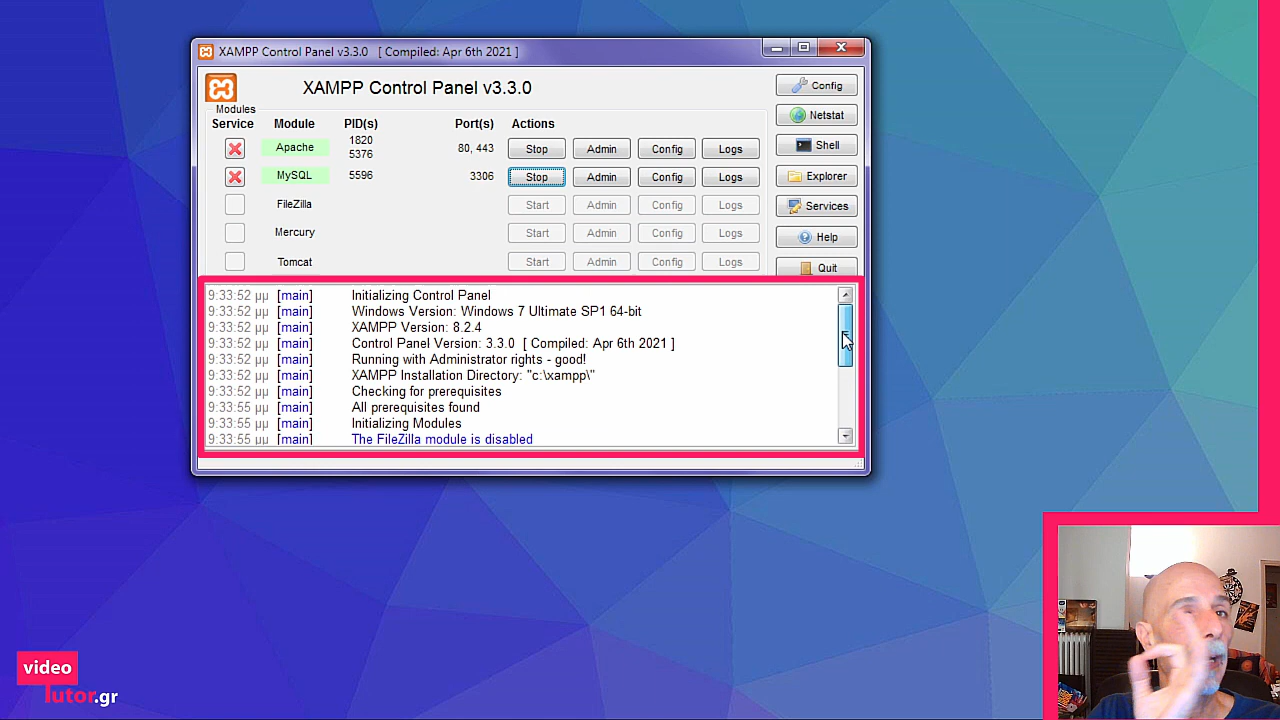 XAMPP Control Panel v3.3.0 [ Compiled: Apr 6th 2021 ]
XAMPP Control Panel v3.3.0
Config
Modules
Service Module PID(s) Port(s) Actions
Netstat
Apache 1820 5376 80, 443 Stop Admin Config Logs
Shell
MySQL 5596 3306 Stop Admin Config Logs
Explorer
FileZilla Start Admin Config Logs
Services
Mercury Start Admin Config Logs
Help
Tomcat Start Admin Config Logs
Quit
9:33:52 μμ [main] Initializing Control Panel
9:33:52 μμ [main] Windows Version: Windows 7 Ultimate SP1 64-bit
9:33:52 μμ [main] XAMPP Version: 8.2.4
9:33:52 μμ [main] Control Panel Version: 3.3.0 [ Compiled: Apr 6th 2021 ]
9:33:52 μμ [main] Running with Administrator rights - good!
9:33:52 μμ [main] XAMPP Installation Directory: "c:\xampp\"
9:33:52 μμ [main] Checking for prerequisites
9:33:55 μμ [main] All prerequisites found
9:33:55 μμ [main] Initializing Modules
9:33:55 μμ [main] The FileZilla module is disabled
video
Tutor.gr